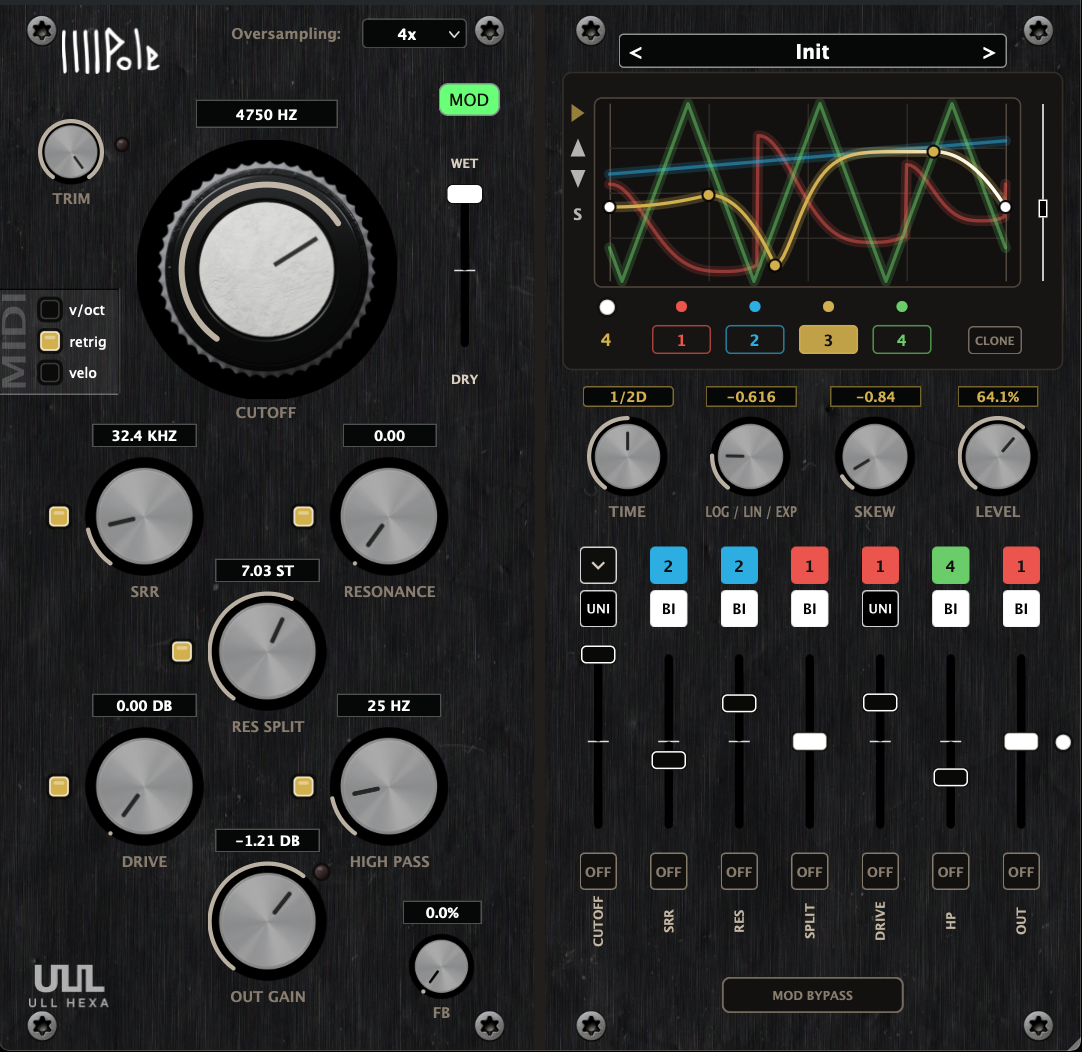 Pole
Oversampling:
4x
< Init >
MOD
4750 HZ
TRIM
WET
DRY
S
MIDI
v/oct
retrig
velo
4
1
2
3
4
CLONE
CUTOFF
1/2D
-0.616
-0.84
64.1%
TIME
LOG / LIN / EXP
SKEW
LEVEL
32.4 KHZ
0.00
SRR
RESONANCE
2
2
1
1
4
1
UNI
BI
BI
BI
UNI
BI
BI
7.03 ST
RES SPLIT
0.00 DB
25 HZ
DRIVE
HIGH PASS
-1.21 DB
OUT GAIN
0.0%
FB
OFF
OFF
OFF
OFF
OFF
OFF
OFF
CUTOFF
SRR
RES
SPLIT
DRIVE
HP
OUT
ULL
ULL HEXA
MOD BYPASS